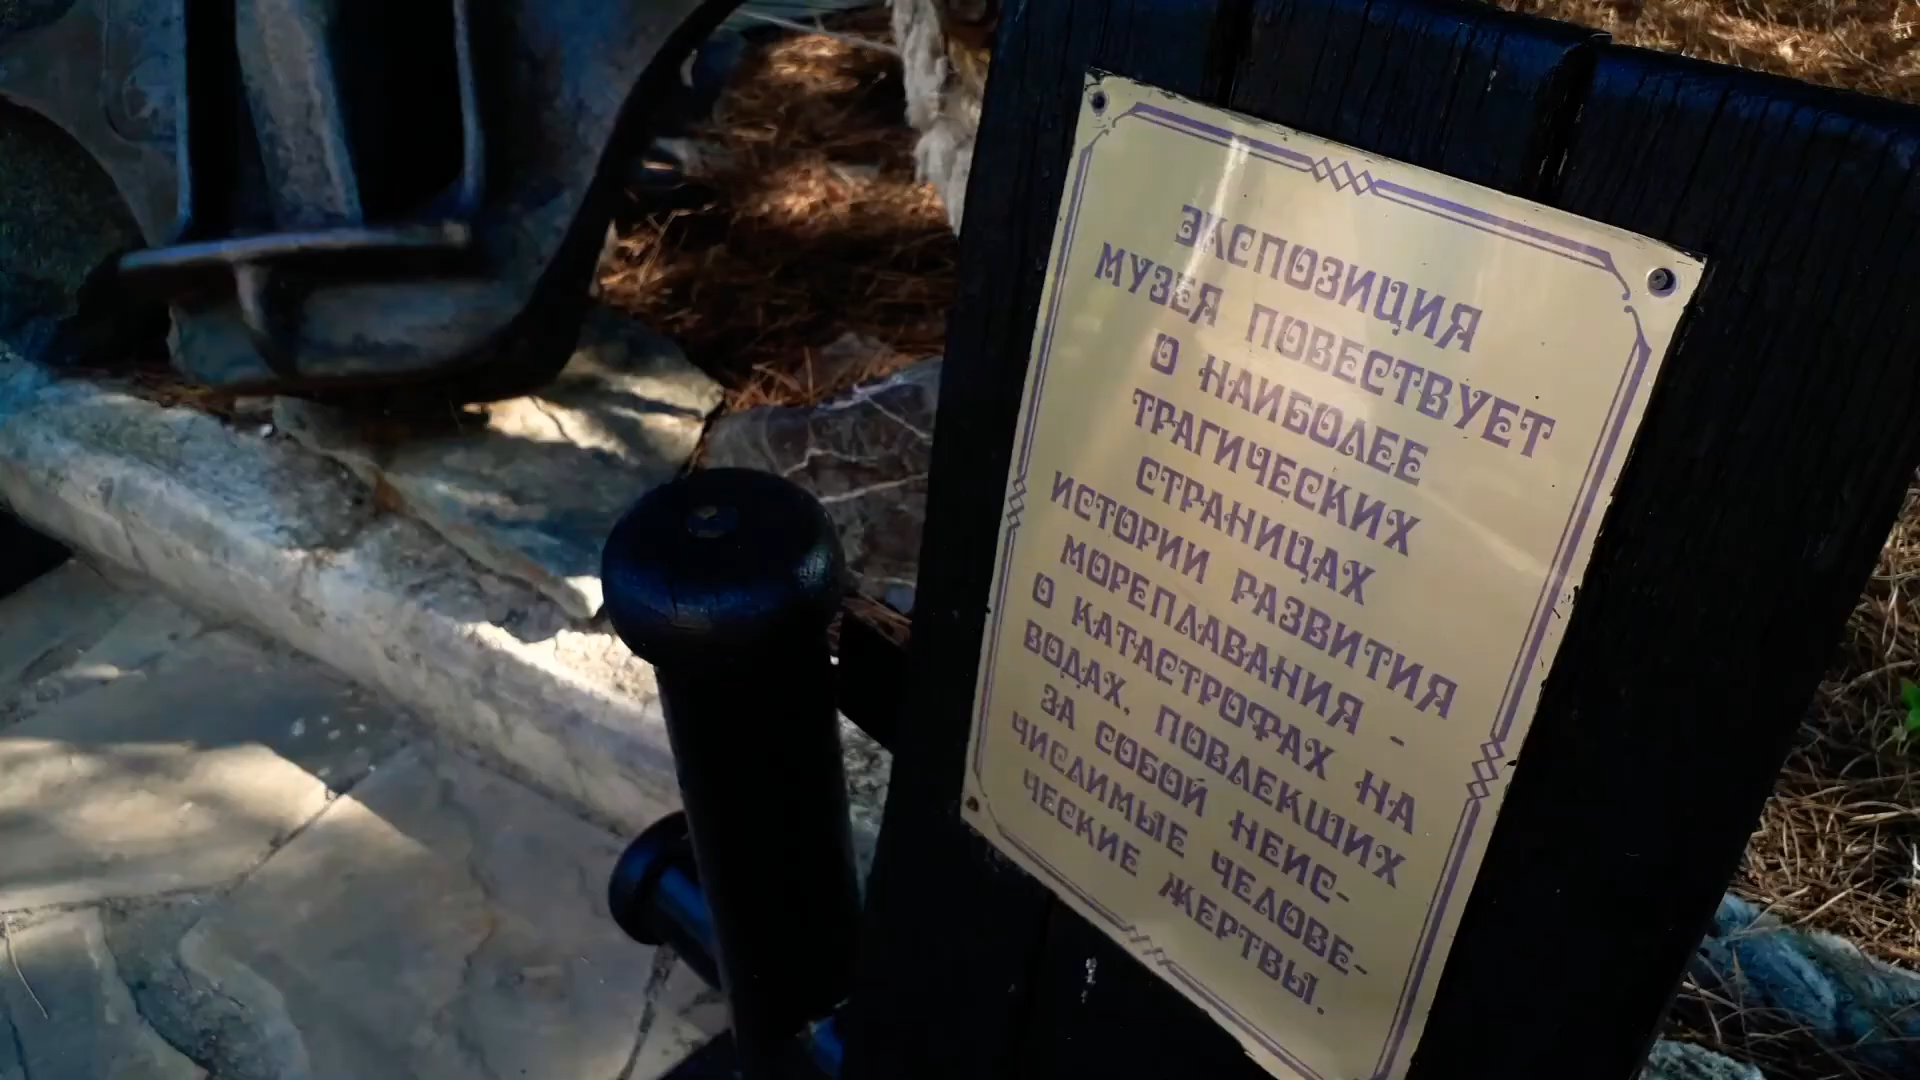 ЭКСПОЗИЦИЯ
МУЗЕЯ ПОВЕСТВУЕТ
О НАИБОЛЕЕ
ТРАГИЧЕСКИХ
СТРАНИЦАХ
ИСТОРИИ РАЗВИТИЯ
МОРЕПЛАВАНИЯ -
О КАТАСТРОФАХ НА
ВОДАХ, ПОВЛЕКШИХ
ЗА СОБОЙ НЕИС-
ЧИСЛИМЫЕ ЧЕЛОВЕ-
ЧЕСКИЕ ЖЕРТВЫ.